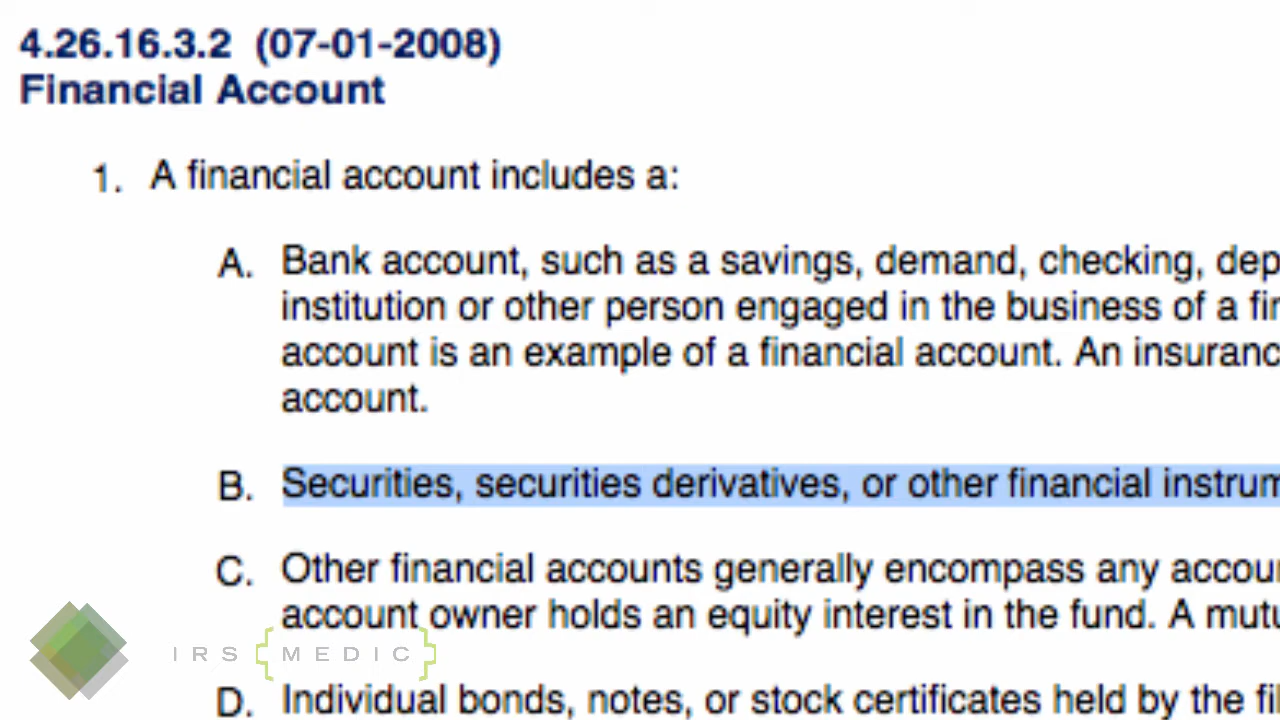 4.26.16.3.2 (07-01-2008)
Financial Account
1. A financial account includes a:
A. Bank account, such as a savings, demand, checking, dep
institution or other person engaged in the business of a fin
account is an example of a financial account. An insuranc
account.
B. Securities, securities derivatives, or other financial instrum
C. Other financial accounts generally encompass any accou
account owner holds an equity interest in the fund. A mutu
IRS {MEDIC}
D. Individual bonds, notes, or stock certificates held by the fil